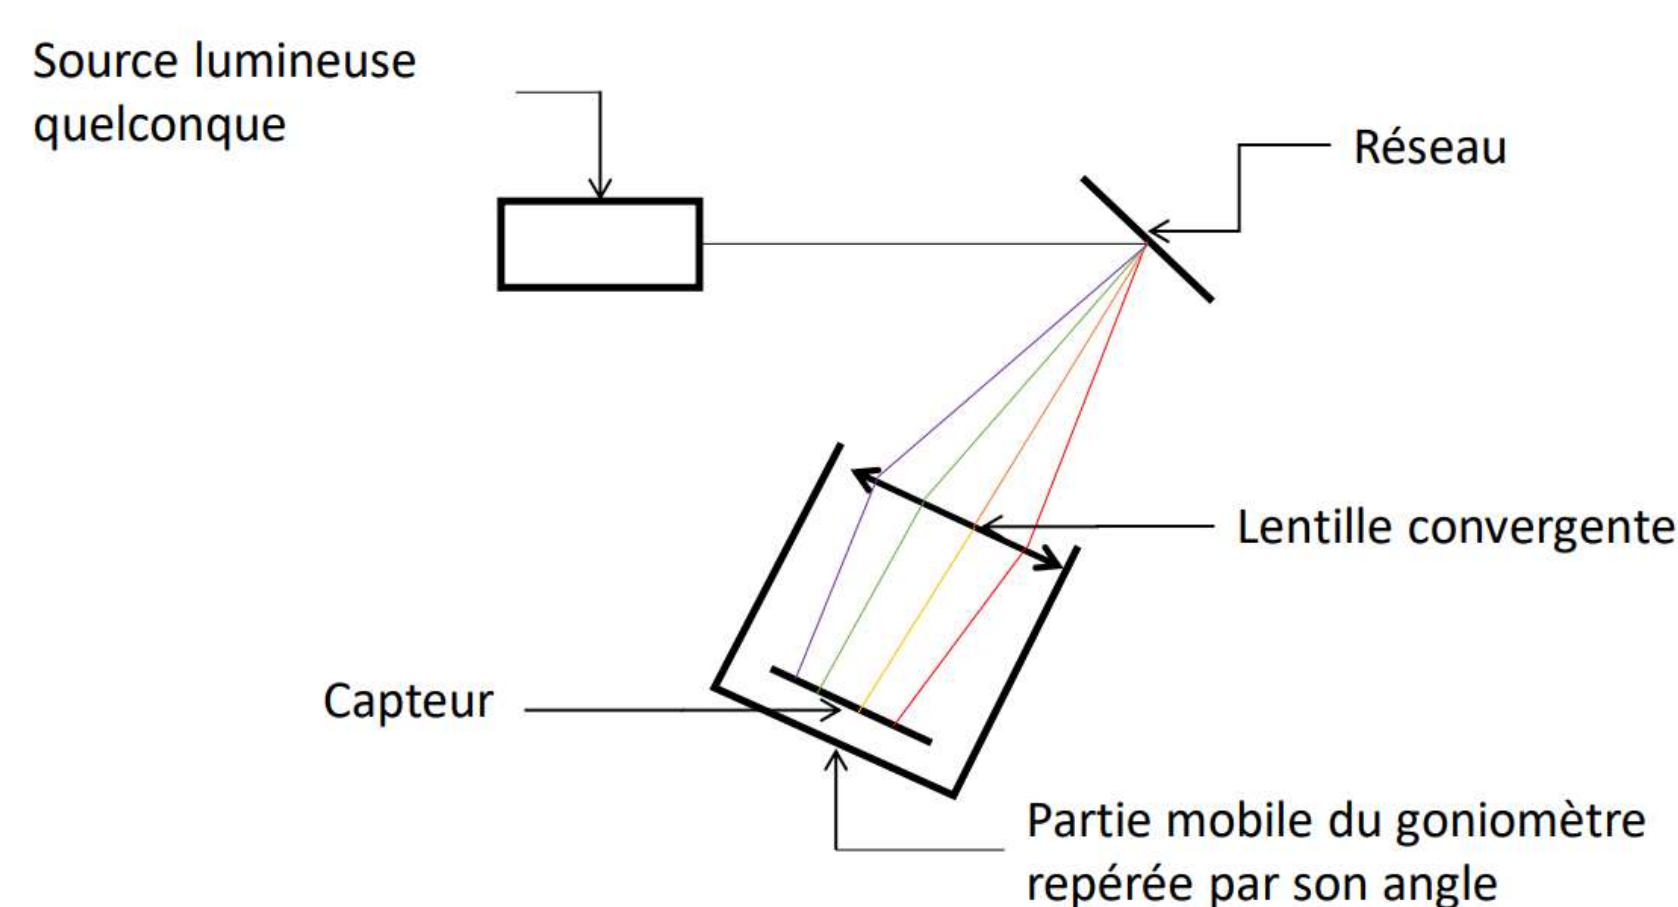 Source lumineuse
quelconque
Réseau
Lentille convergente
Capteur
Partie mobile du goniomètre
repérée par son angle